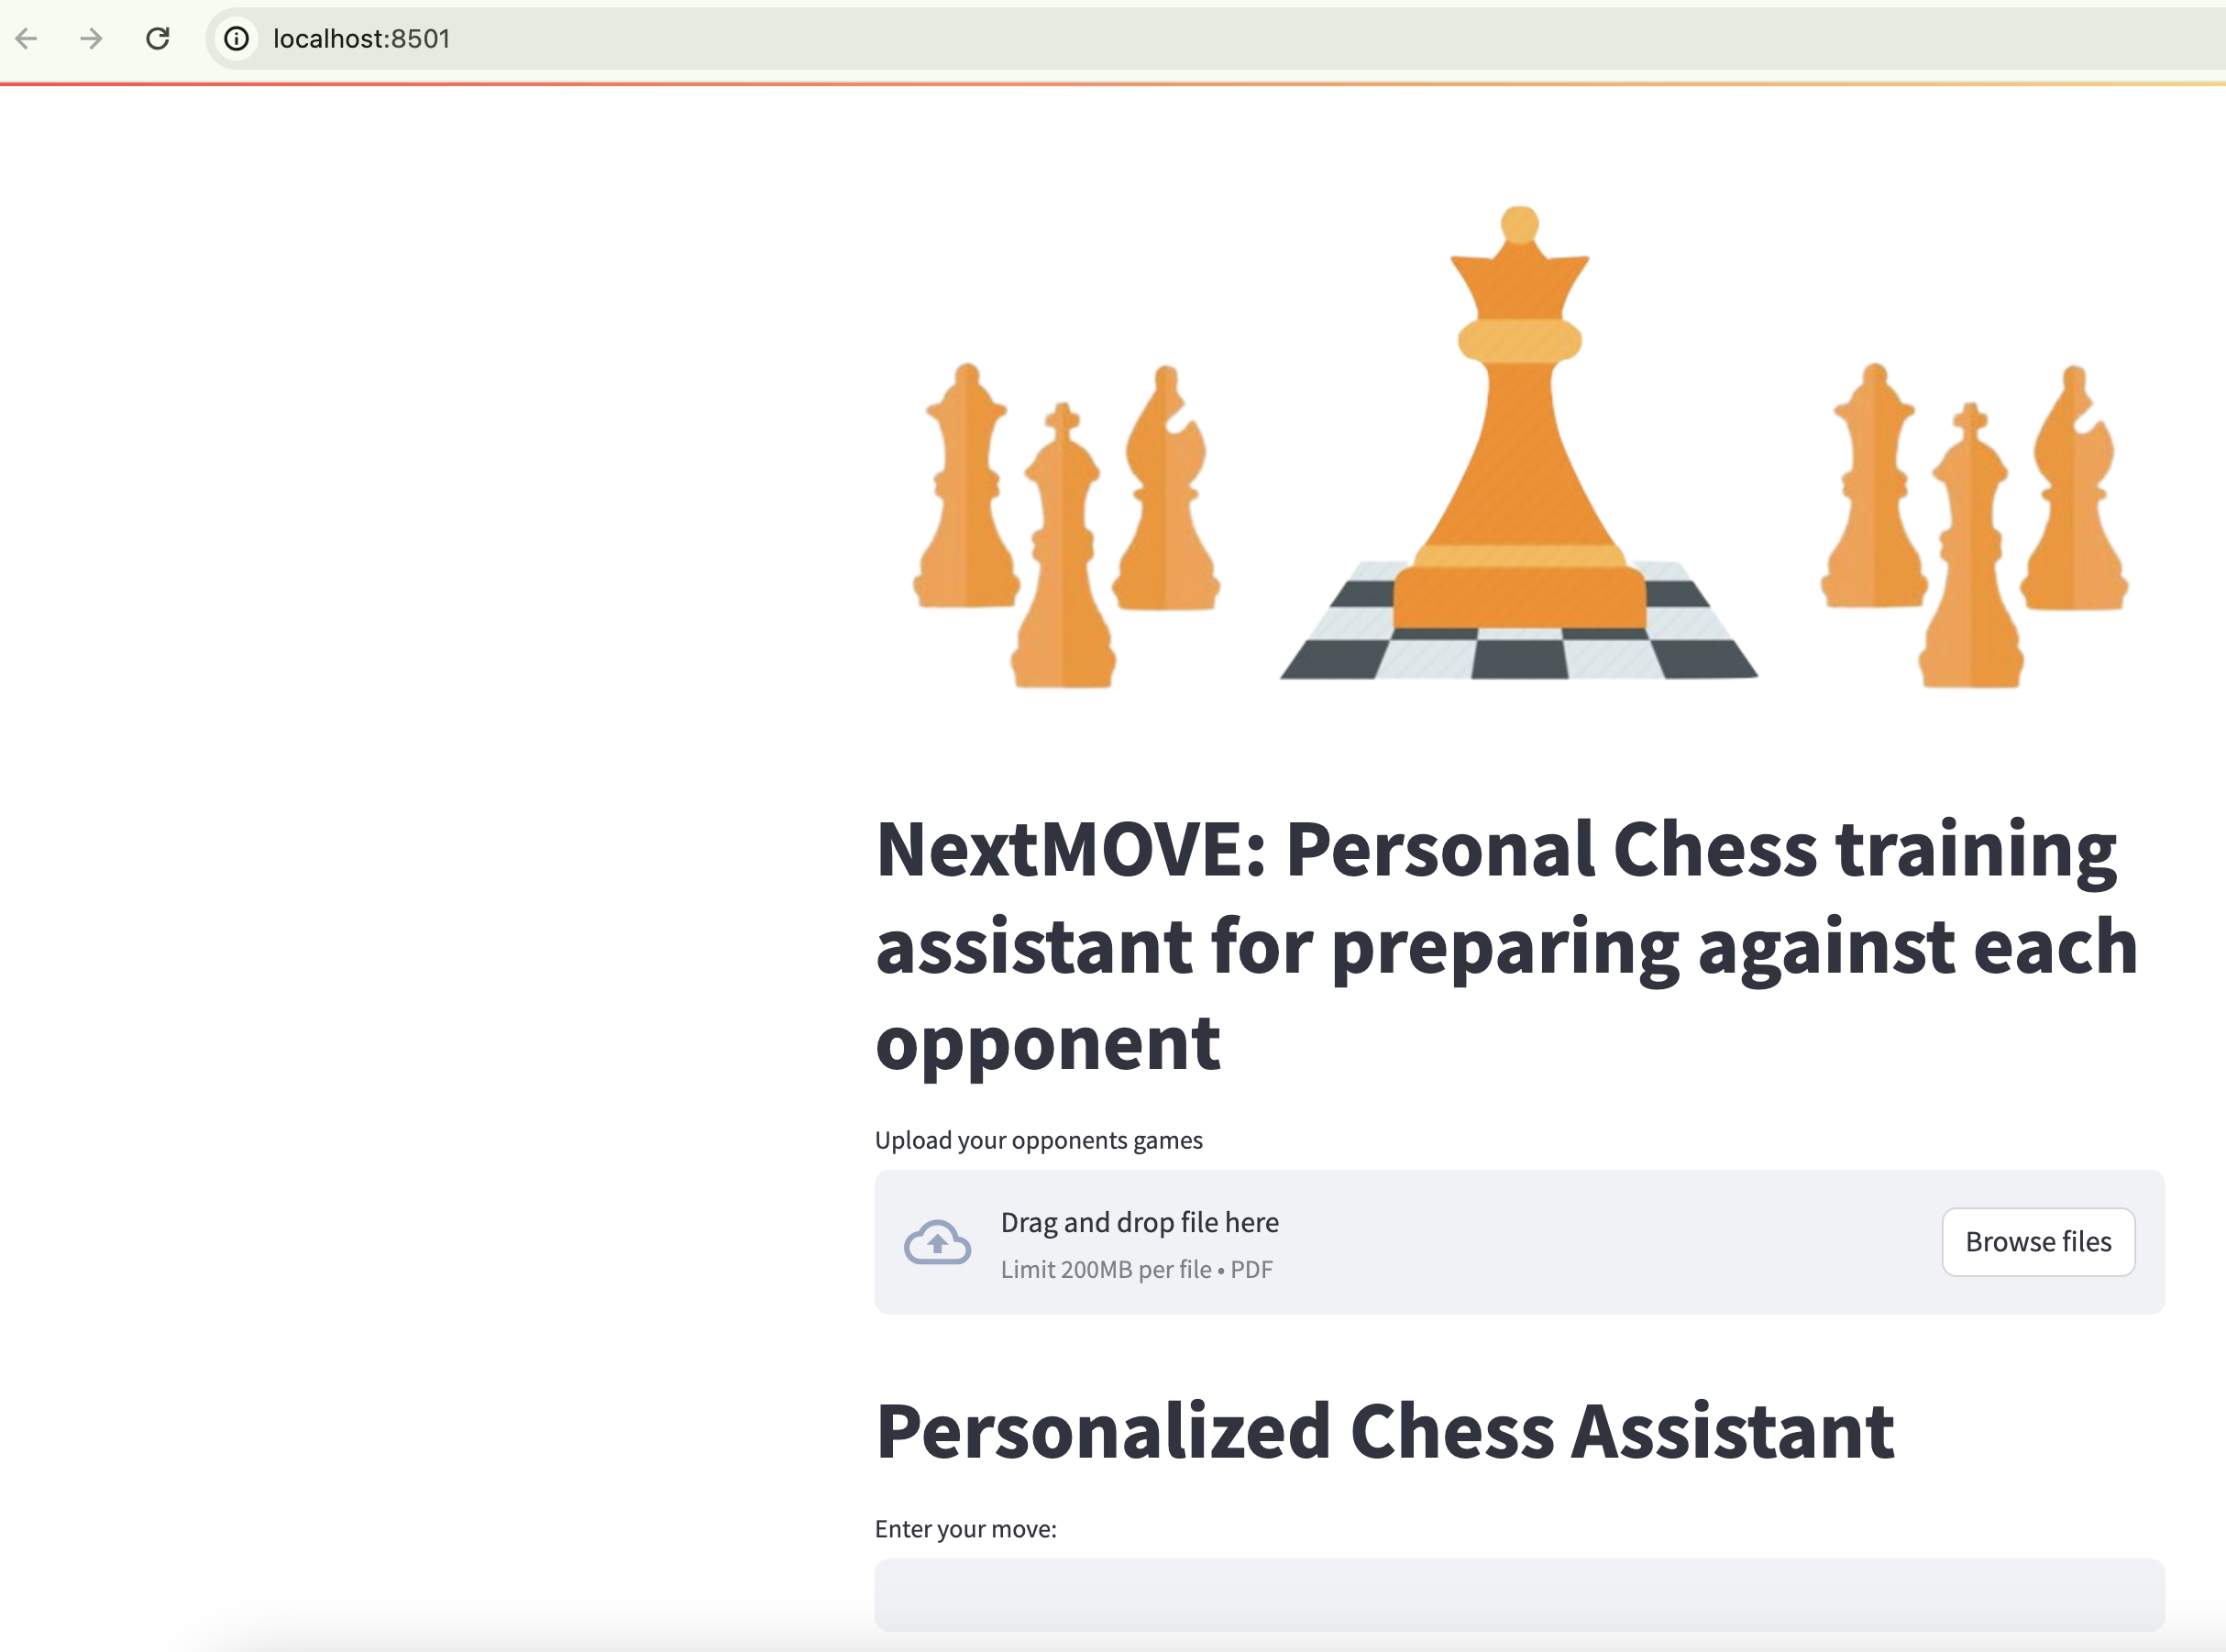 localhost:8501
NextMOVE: Personal Chess training
assistant for preparing against each
opponent
Upload your opponents games
Drag and drop file here
Limit 200MB per file • PDF
Browse files
Personalized Chess Assistant
Enter your move: